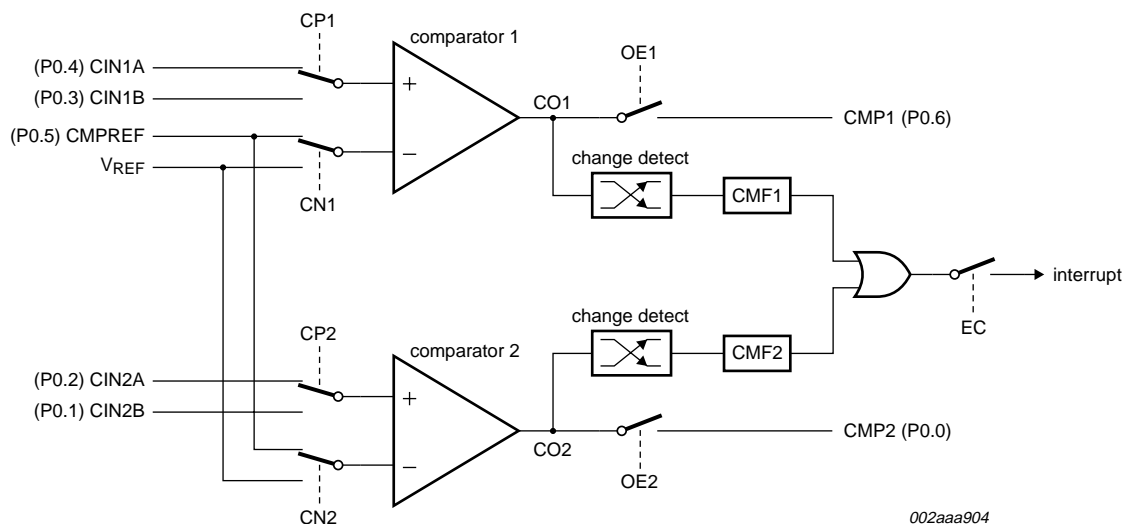 CP1
comparator 1
OE1
(P0.4) CIN1A
(P0.3) CIN1B
(P0.5) CMPREF
VREF
+
−
CO1
CMP1 (P0.6)
change detect
CMF1
CN1
interrupt
EC
CP2
comparator 2
change detect
CMF2
(P0.2) CIN2A
(P0.1) CIN2B
+
−
CO2
CMP2 (P0.0)
OE2
CN2
002aaa904